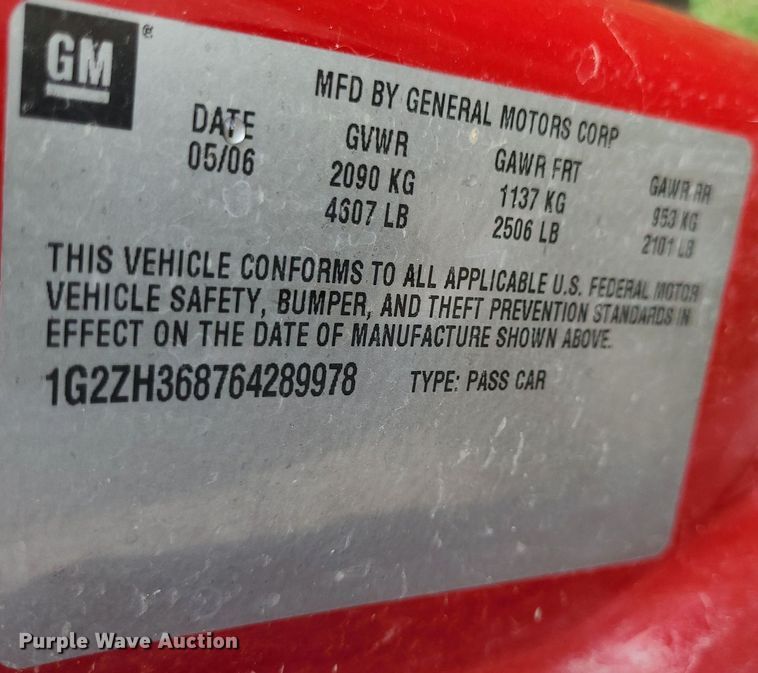 GM®
MFD BY GENERAL MOTORS CORP
DATE GVWR GAWR FRT GAWR RR
05/06 2090 KG 1137 KG 953 KG
4607 LB 2506 LB 2101 LB
THIS VEHICLE CONFORMS TO ALL APPLICABLE U.S. FEDERAL MOTOR
VEHICLE SAFETY, BUMPER, AND THEFT PREVENTION STANDARDS IN
EFFECT ON THE DATE OF MANUFACTURE SHOWN ABOVE.
1G2ZH368764289978 TYPE: PASS CAR
Purple Wave Auction